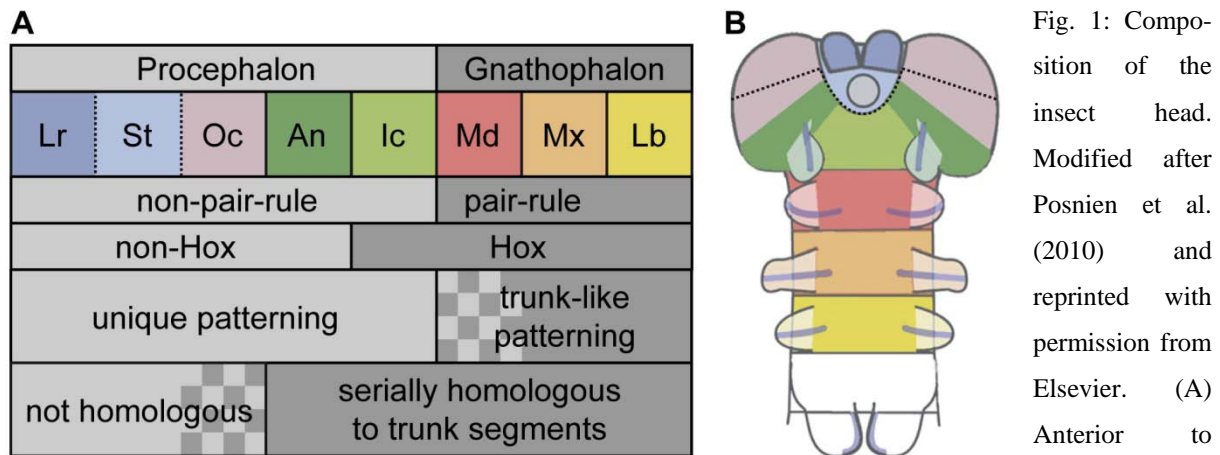 A
Procephalon
Gnathophalon
Lr
St
Oc
An
Ic
Md
Mx
Lb
non-pair-rule
pair-rule
non-Hox
Hox
unique patterning
trunk-like
patterning
not homologous
serially homologous
to trunk segments
B
Fig. 1: Compo-
sition of the
insect head.
Modified after
Posnien et al.
(2010) and
reprinted with
permission from
Elsevier. (A)
Anterior to